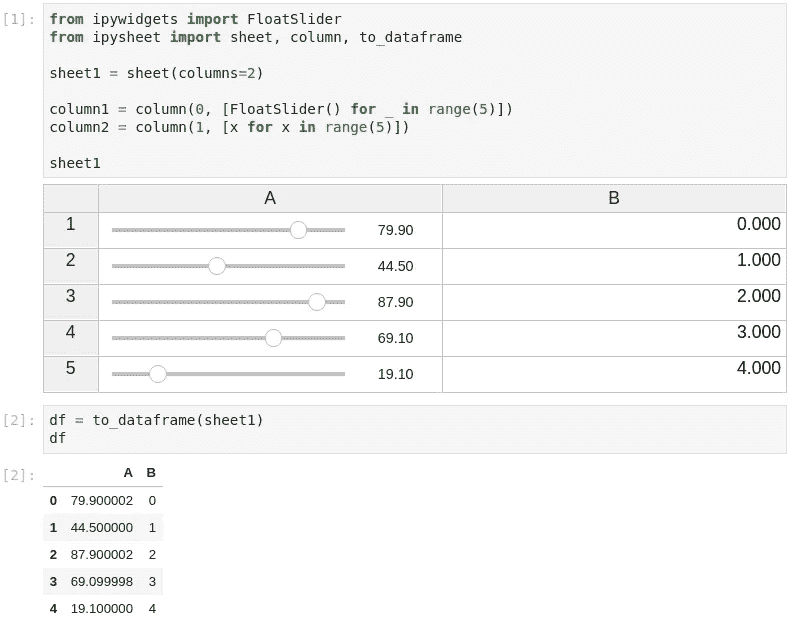 [1]: from ipywidgets import FloatSlider
from ipysheet import sheet, column, to_dataframe
sheet1 = sheet(columns=2)
column1 = column(0, [FloatSlider() for _ in range(5)])
column2 = column(1, [x for x in range(5)])
sheet1
A B
1 79.90 0.000
2 44.50 1.000
3 87.90 2.000
4 69.10 3.000
5 19.10 4.000
[2]: df = to_dataframe(sheet1)
df
[2]:
A B
0 79.900002 0
1 44.500000 1
2 87.900002 2
3 69.099998 3
4 19.100000 4